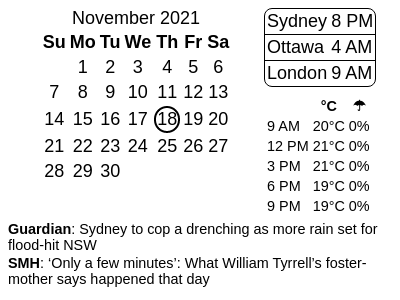 November 2021
Su Mo Tu We Th Fr Sa
1 2 3 4 5 6
7 8 9 10 11 12 13
14 15 16 17 18 19 20
21 22 23 24 25 26 27
28 29 30
Sydney 8 PM
Ottawa 4 AM
London 9 AM
°C ☂
9 AM 20°C 0%
12 PM 21°C 0%
3 PM 21°C 0%
6 PM 19°C 0%
9 PM 19°C 0%
Guardian: Sydney to cop a drenching as more rain set for
flood-hit NSW
SMH: ‘Only a few minutes’: What William Tyrrell’s foster-
mother says happened that day